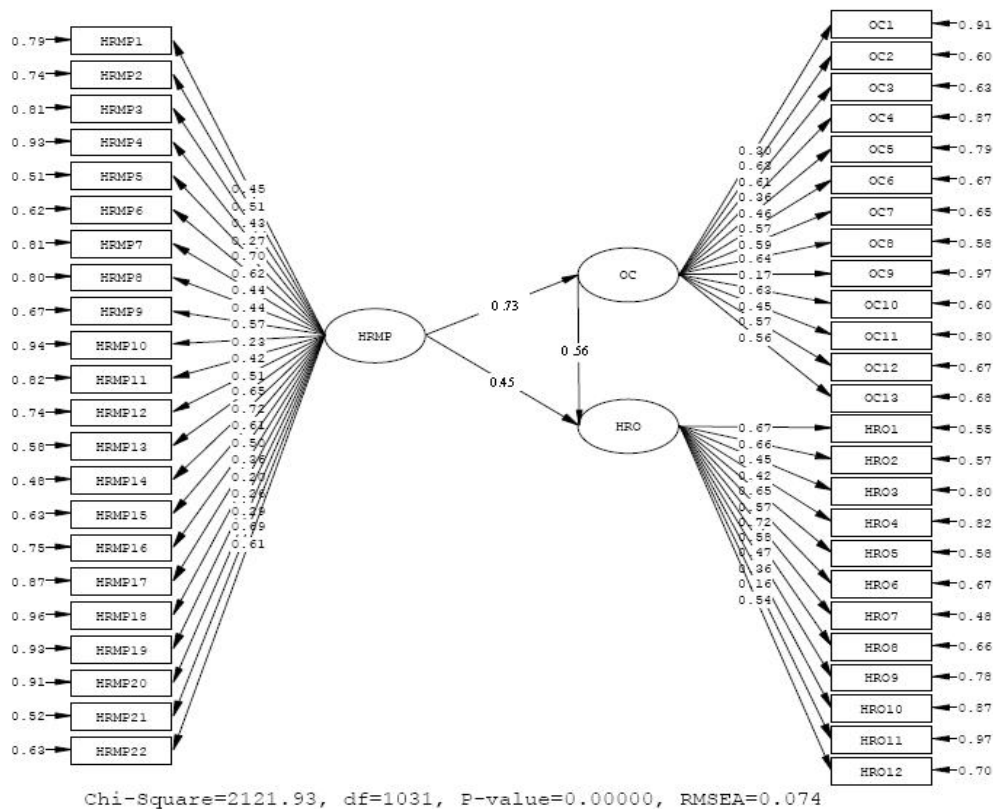 0.79 HRMP1
0.74 HRMP2
0.81 HRMP3
0.93 HRMP4
0.51 HRMP5
0.62 HRMP6
0.81 HRMP7
0.80 HRMP8
0.67 HRMP9
0.94 HRMP10
0.82 HRMP11
0.74 HRMP12
0.58 HRMP13
0.48 HRMP14
0.63 HRMP15
0.75 HRMP16
0.87 HRMP17
0.96 HRMP18
0.93 HRMP19
0.91 HRMP20
0.52 HRMP21
0.63 HRMP22
0.45
0.51
0.43
0.27
0.70
0.62
0.44
0.44
0.57
0.23
0.42
0.51
0.65
0.72
0.61
0.50
0.36
0.26
0.29
0.69
0.61
HRMP
0.73
0.45
OC
0.56
HRO
0.30
0.63
0.61
0.36
0.46
0.57
0.59
0.64
0.17
0.63
0.45
0.57
0.56
0.67
0.66
0.45
0.42
0.65
0.57
0.72
0.58
0.47
0.36
0.16
0.54
OC1 0.91
OC2 0.60
OC3 0.63
OC4 0.87
OC5 0.79
OC6 0.67
OC7 0.65
OC8 0.58
OC9 0.97
OC10 0.60
OC11 0.80
OC12 0.67
OC13 0.68
HRO1 0.55
HRO2 0.57
HRO3 0.80
HRO4 0.82
HRO5 0.58
HRO6 0.67
HRO7 0.48
HRO8 0.66
HRO9 0.78
HRO10 0.87
HRO11 0.97
HRO12 0.70
Chi-Square=2121.93, df=1031, P-value=0.00000, RMSEA=0.074